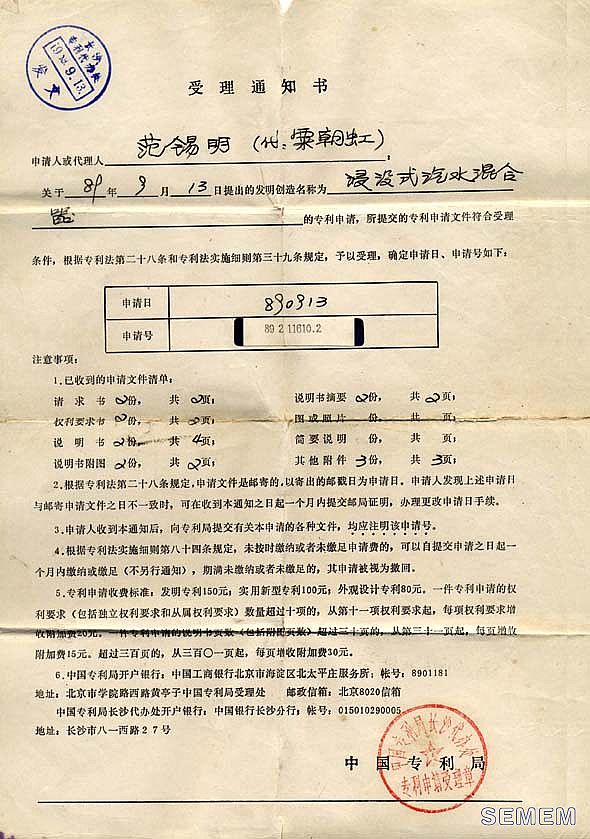 长沙
专利代办处
1989.9.13
发文
受理通知书
申请人或代理人 范锡明（代：粟朝虹）；
关于 89 年 9 月 13 日提出的发明创造名称为 浸没式汽水混合
器 的专利申请，所提交的专利申请文件符合受理
条件，根据专利法第二十八条和专利法实施细则第三十九条规定，予以受理，确定申请日、申请号如下：
申请日 890913
申请号 89 2 11610.2
注意事项：
1.已收到的申请文件清单：
请求书 2份， 共 2页； 说明书摘要 2份， 共 2页；
权利要求书 2份， 共 2页； 图或照片 份， 共 页；
说明书 2份， 共 4页； 简要说明 份， 共 页；
说明书附图 2份， 共 2页； 其他附件 3份， 共 3页；
2.根据专利法第二十八条规定，申请文件是邮寄的，以寄出的邮戳日为申请日。申请人发现上述申请日
与邮寄申请文件之日不一致时，可在收到本通知之日起一个月内提交邮局证明，办理更改申请日手续。
3.申请人收到本通知后，向专利局提交有关本申请的各种文件，均应注明该申请号。
4.根据专利法实施细则第八十四条规定，未按时缴纳或者未缴足申请费的，可以自提交申请之日起一
个月内缴纳或缴足（不另行通知），期满未缴或者未缴足的，其申请被视为撤回。
5.专利申请收费标准：发明专利150元；实用新型专利100元；外观设计专利80元。一件专利申请的权
利要求（包括独立权利要求和从属权利要求）数量超过十项的，从第十一项权利要求起，每项权利要求增
收附加费20元。一件专利申请的说明书页数（包括附图页数）超过三十页的，从第三十一页起，每页增收
附加费15元。超过三百页的，从三百〇一页起，每页增收附加费30元。
6.中国专利局开户银行：中国工商银行北京市海淀区北太平庄服务所；帐号：8901181
地址：北京市学院路西路黄亭子中国专利局受理处 邮政信箱：北京8020信箱
中国专利局长沙代办处开户银行：中国银行长沙分行；帐号：015010290005
地址：长沙市八一西路27号
中国专利局
中国专利局长沙代办处
专利申请受理章
SEMEM